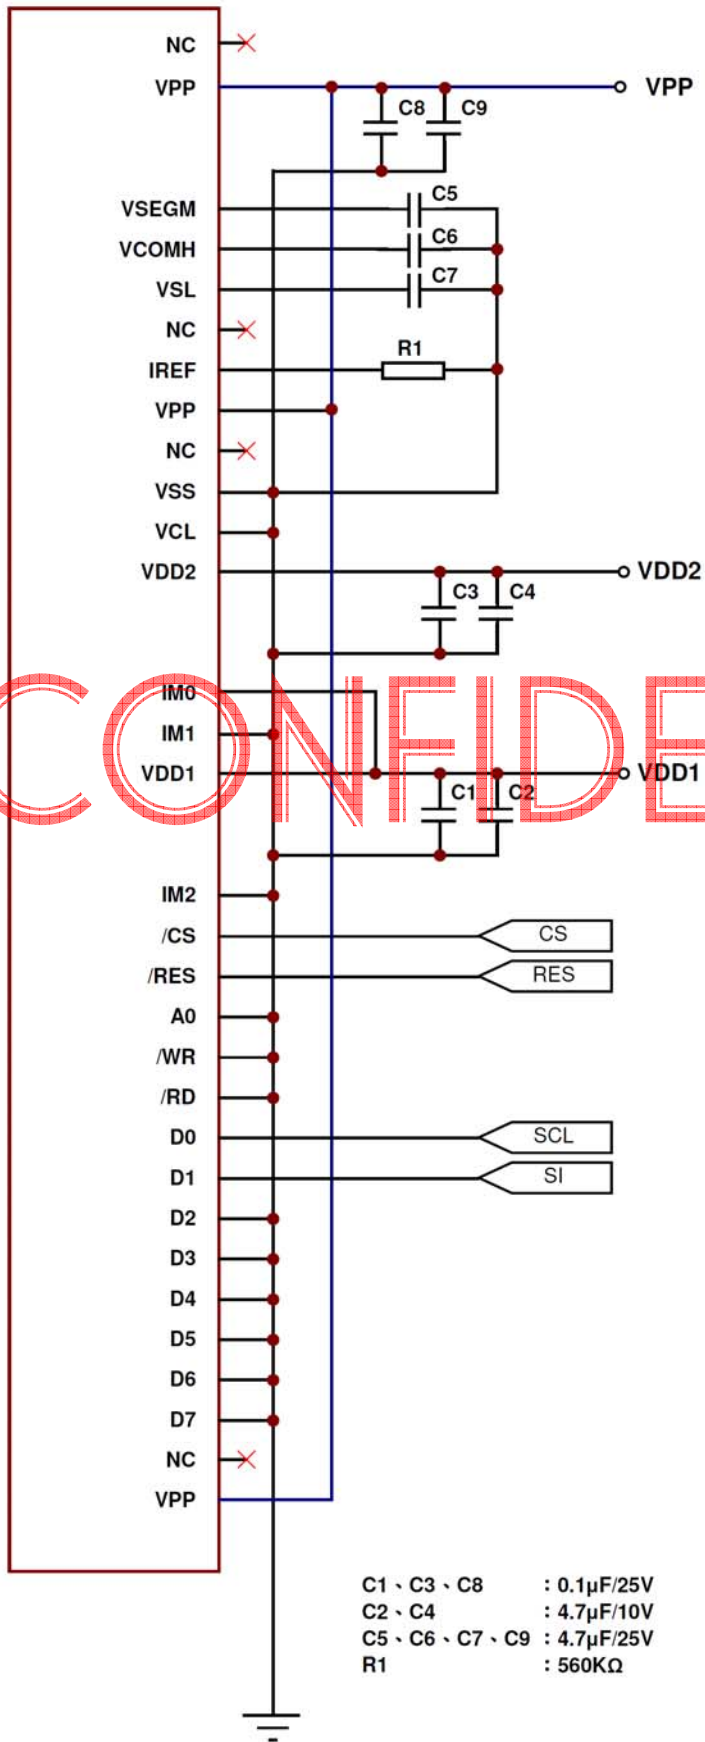 NC
VPP
VPP
C8
C9
VSEGM
C5
VCOMH
C6
VSL
C7
NC
IREF
R1
VPP
NC
VSS
VCL
VDD2
VDD2
C3
C4
IM0
CONFIDE
IM1
VDD1
VDD1
C1
C2
IM2
/CS
CS
/RES
RES
A0
/WR
/RD
D0
SCL
D1
SI
D2
D3
D4
D5
D6
D7
NC
VPP
C1、C3、C8 : 0.1μF/25V
C2、C4 : 4.7μF/10V
C5、C6、C7、C9 : 4.7μF/25V
R1 : 560KΩ